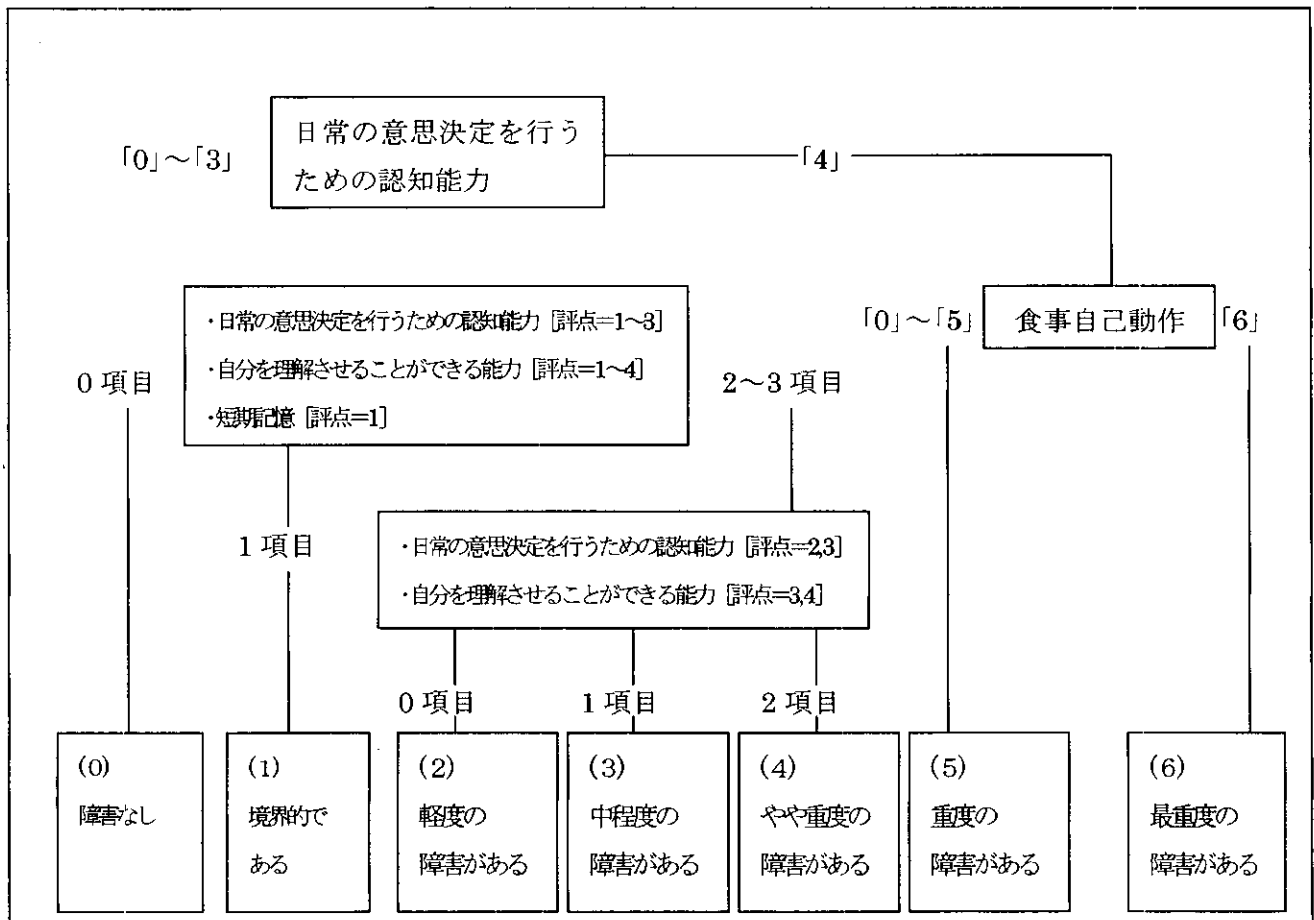 日常の意思決定を行う
ための認知能力
「0」～「3」
「4」
・日常の意思決定を行うための認知能力 [評点=1~3]
・自分を理解させることができる能力 [評点=1~4]
・短期記憶 [評点=1]
「0」～「5」
食事自己動作
「6」
0 項目
2～3 項目
1 項目
・日常の意思決定を行うための認知能力 [評点=2,3]
・自分を理解させることができる能力 [評点=3,4]
0 項目
1 項目
2 項目
(0)
障害なし
(1)
境界的で
ある
(2)
軽度の
障害がある
(3)
中程度の
障害がある
(4)
やや重度の
障害がある
(5)
重度の
障害がある
(6)
最重度の
障害がある